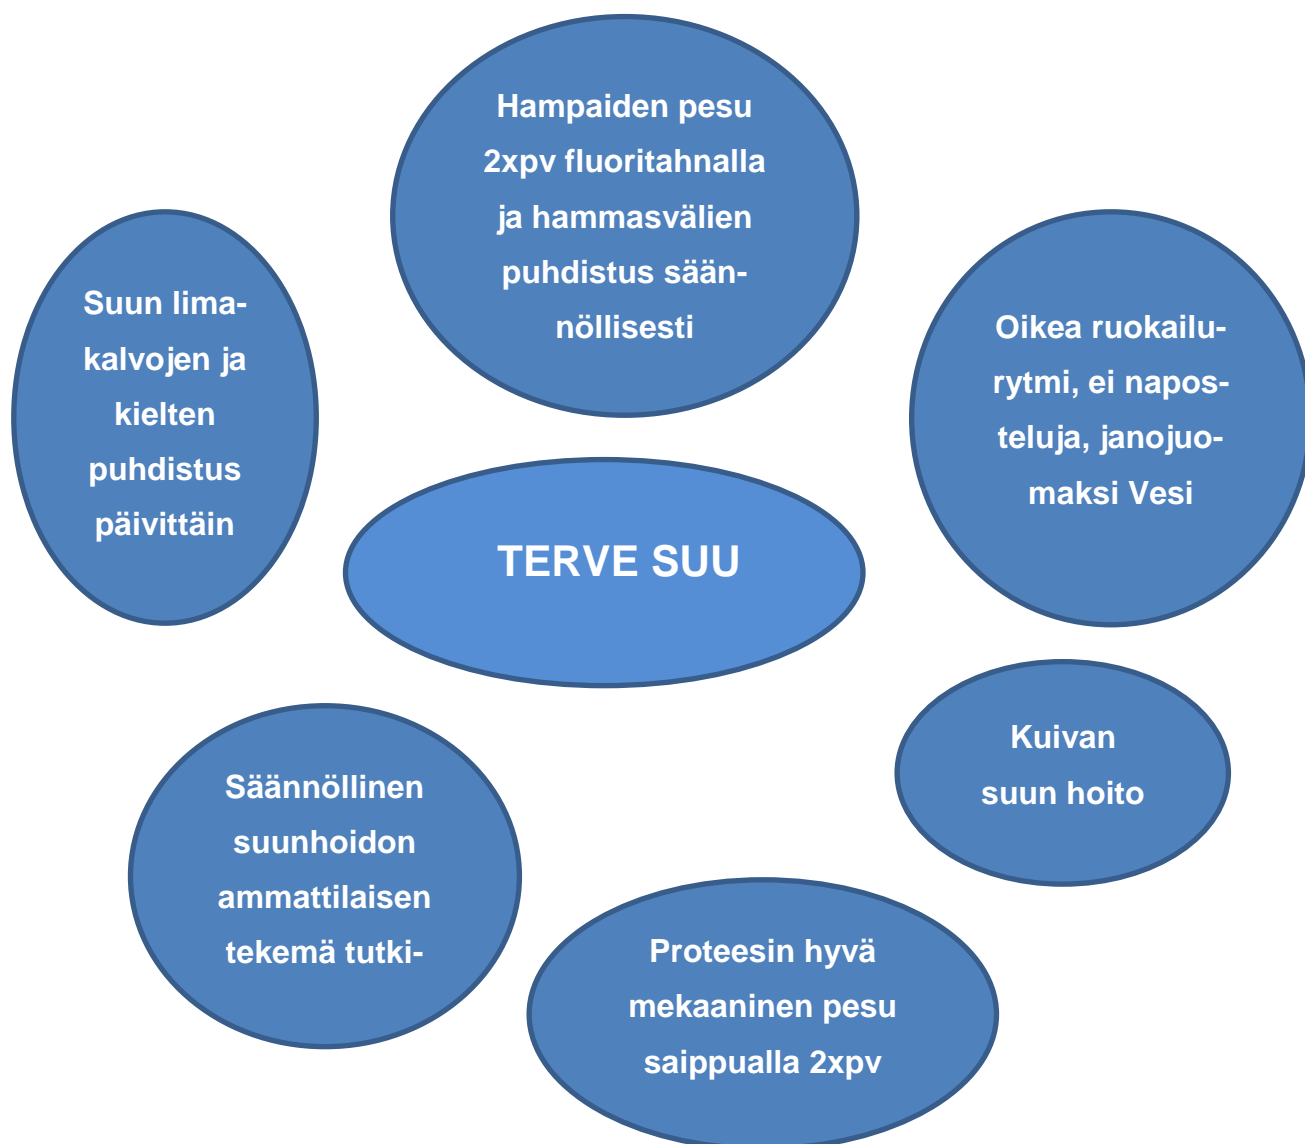 Hampaiden pesu
2xpv fluoritahnalla
ja hammasvälien
puhdistus sään-
nöllisesti
Suun lima-
kalvojen ja
kielten
puhdistus
päivittäin
Oikea ruokailu-
rytmi, ei napos-
teluja, janojuo-
maksi Vesi
TERVE SUU
Kuivan
suun hoito
Säännöllinen
suunhoidon
ammattilaisen
tekemä tutki-
Proteesin hyvä
mekaaninen pesu
saippualla 2xpv